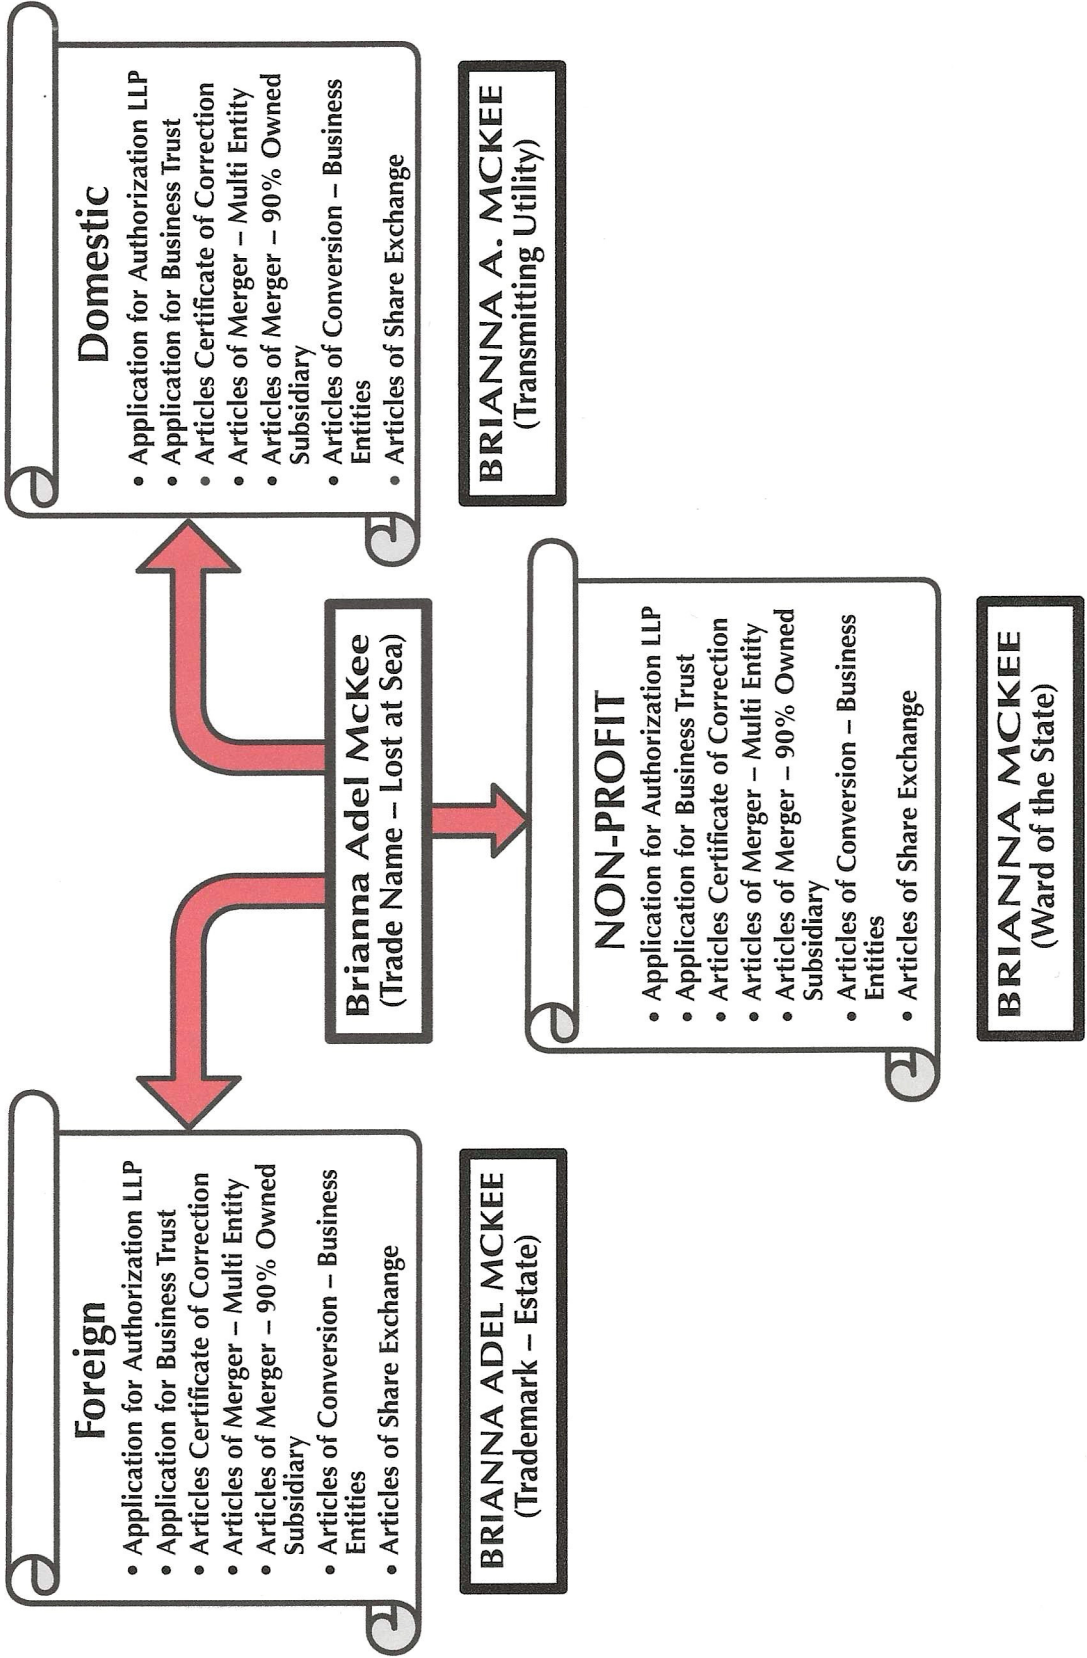 Foreign
• Application for Authorization LLP
• Application for Business Trust
• Articles Certificate of Correction
• Articles of Merger – Multi Entity
• Articles of Merger – 90% Owned
Subsidiary
• Articles of Conversion – Business
Entities
• Articles of Share Exchange
BRIANNA ADEL MCKEE
(Trademark – Estate)
Brianna Adel McKee
(Trade Name – Lost at Sea)
NON-PROFIT
• Application for Authorization LLP
• Application for Business Trust
• Articles Certificate of Correction
• Articles of Merger – Multi Entity
• Articles of Merger – 90% Owned
Subsidiary
• Articles of Conversion – Business
Entities
• Articles of Share Exchange
BRIANNA MCKEE
(Ward of the State)
Domestic
• Application for Authorization LLP
• Application for Business Trust
• Articles Certificate of Correction
• Articles of Merger – Multi Entity
• Articles of Merger – 90% Owned
Subsidiary
• Articles of Conversion – Business
Entities
• Articles of Share Exchange
BRIANNA A. MCKEE
(Transmitting Utility)